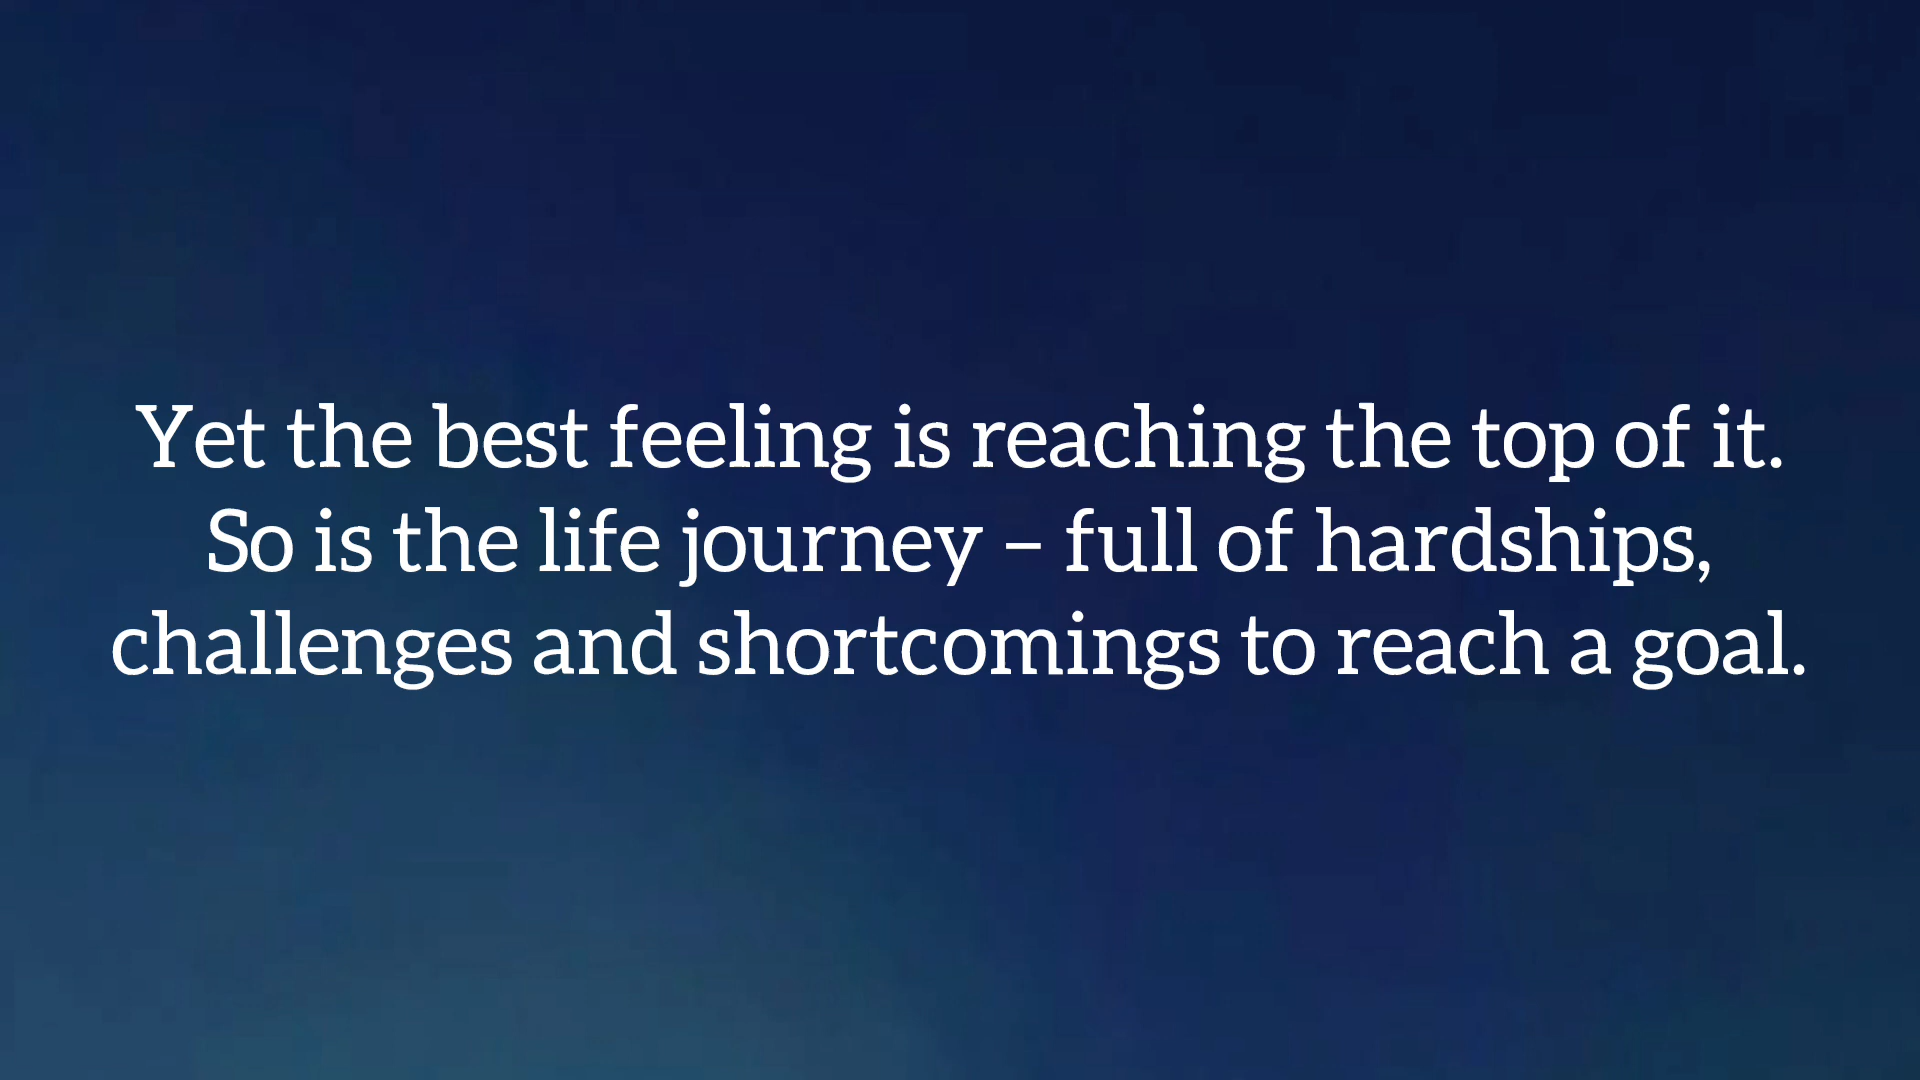 Yet the best feeling is reaching the top of it.
So is the life journey – full of hardships,
challenges and shortcomings to reach a goal.